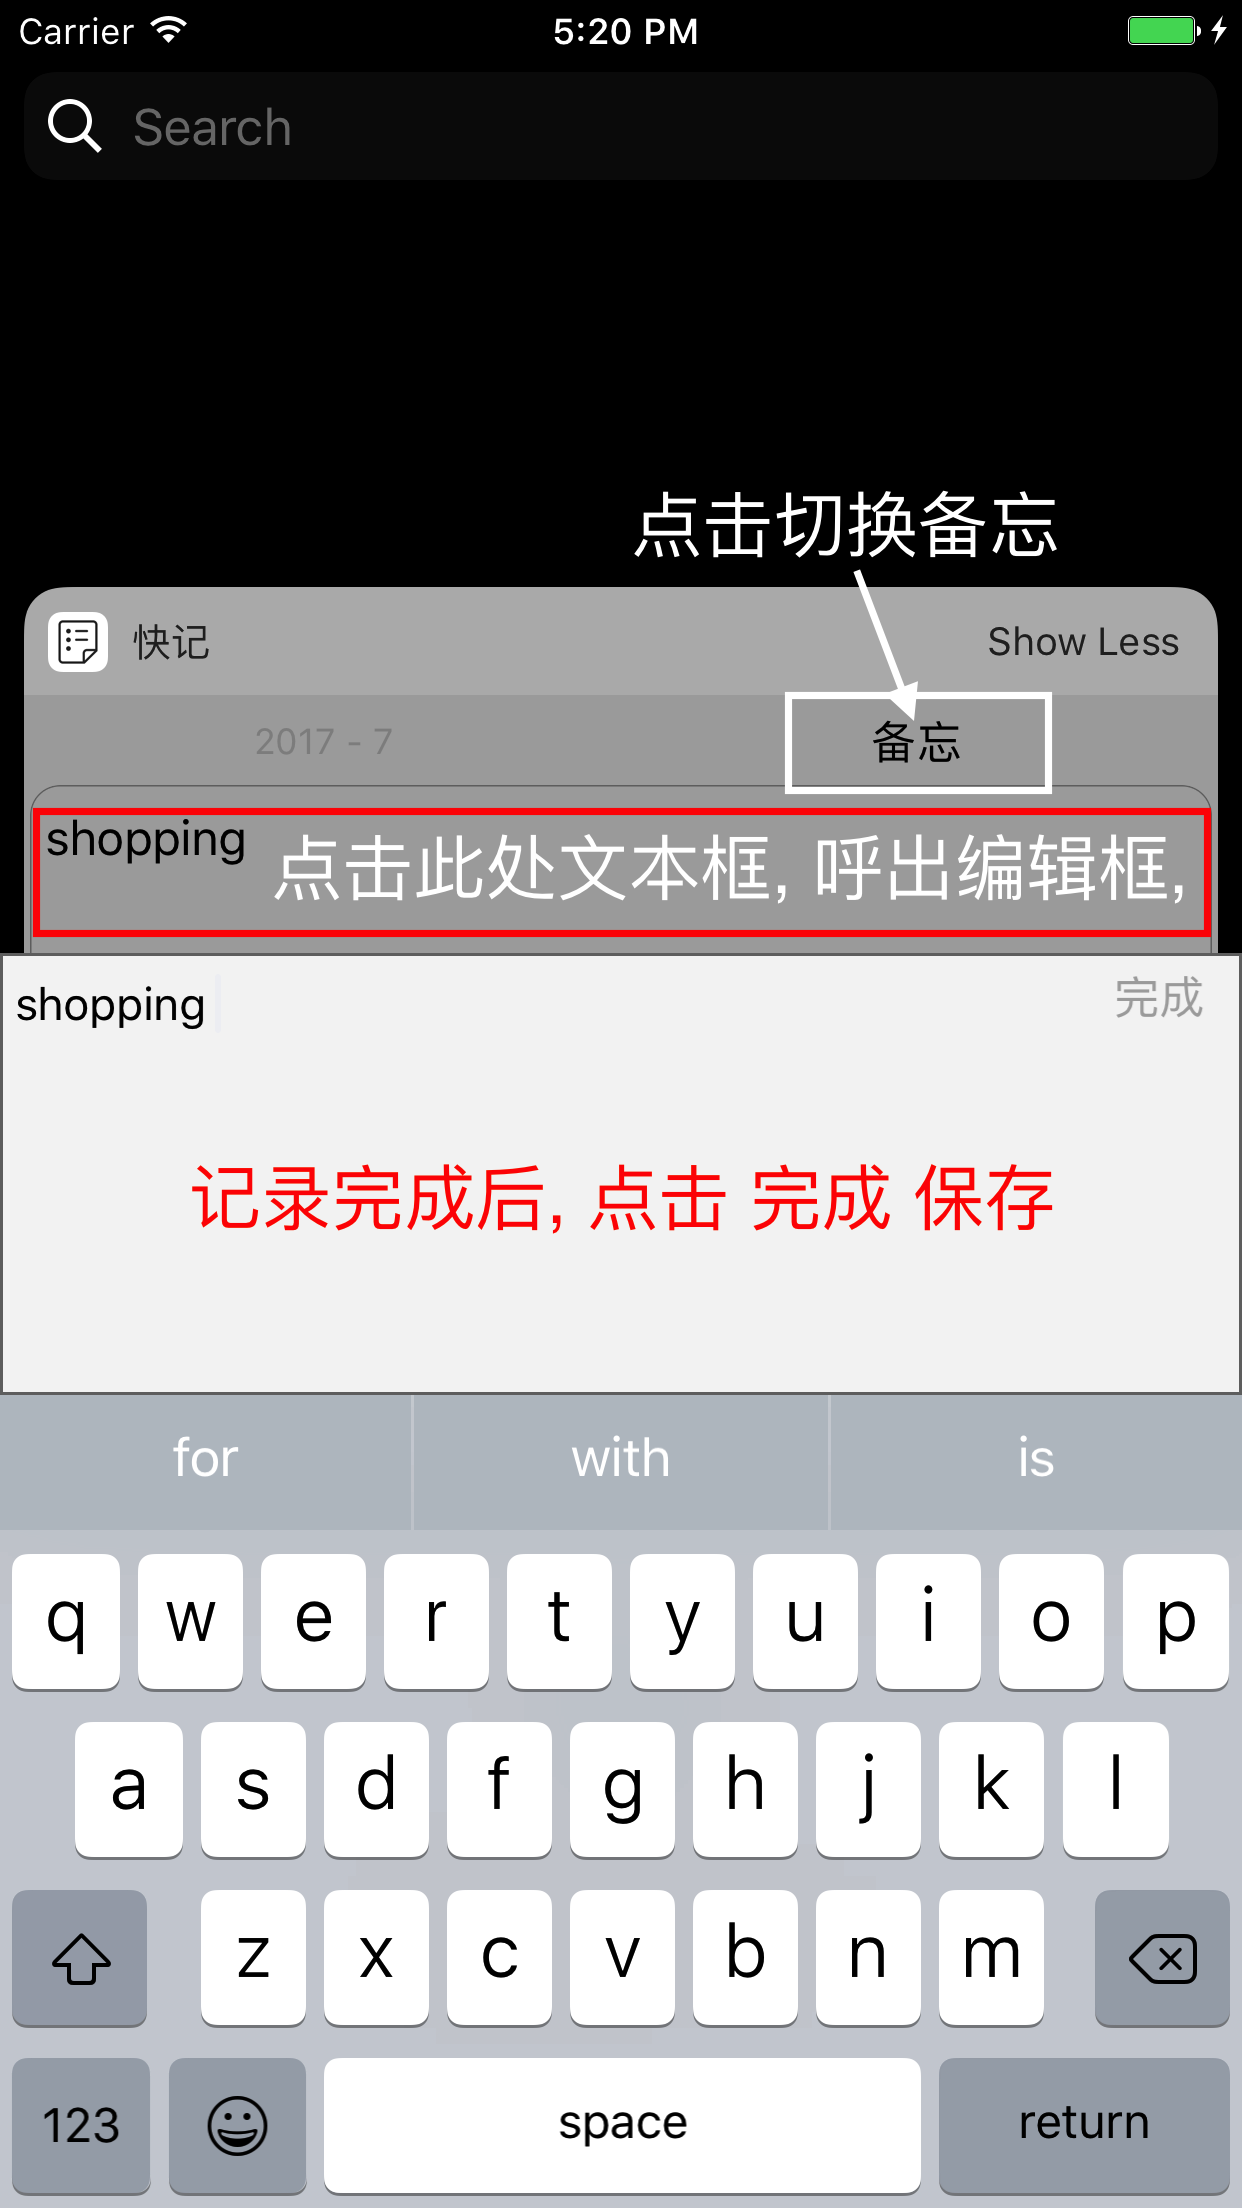 Carrier 5:20 PM
Search
点击切换备忘
快记 Show Less
2017 - 7 备忘
shopping 点击此处文本框, 呼出编辑框,
shopping 完成
记录完成后, 点击 完成 保存
for with is
q w e r t y u i o p
a s d f g h j k l
z x c v b n m
123 space return